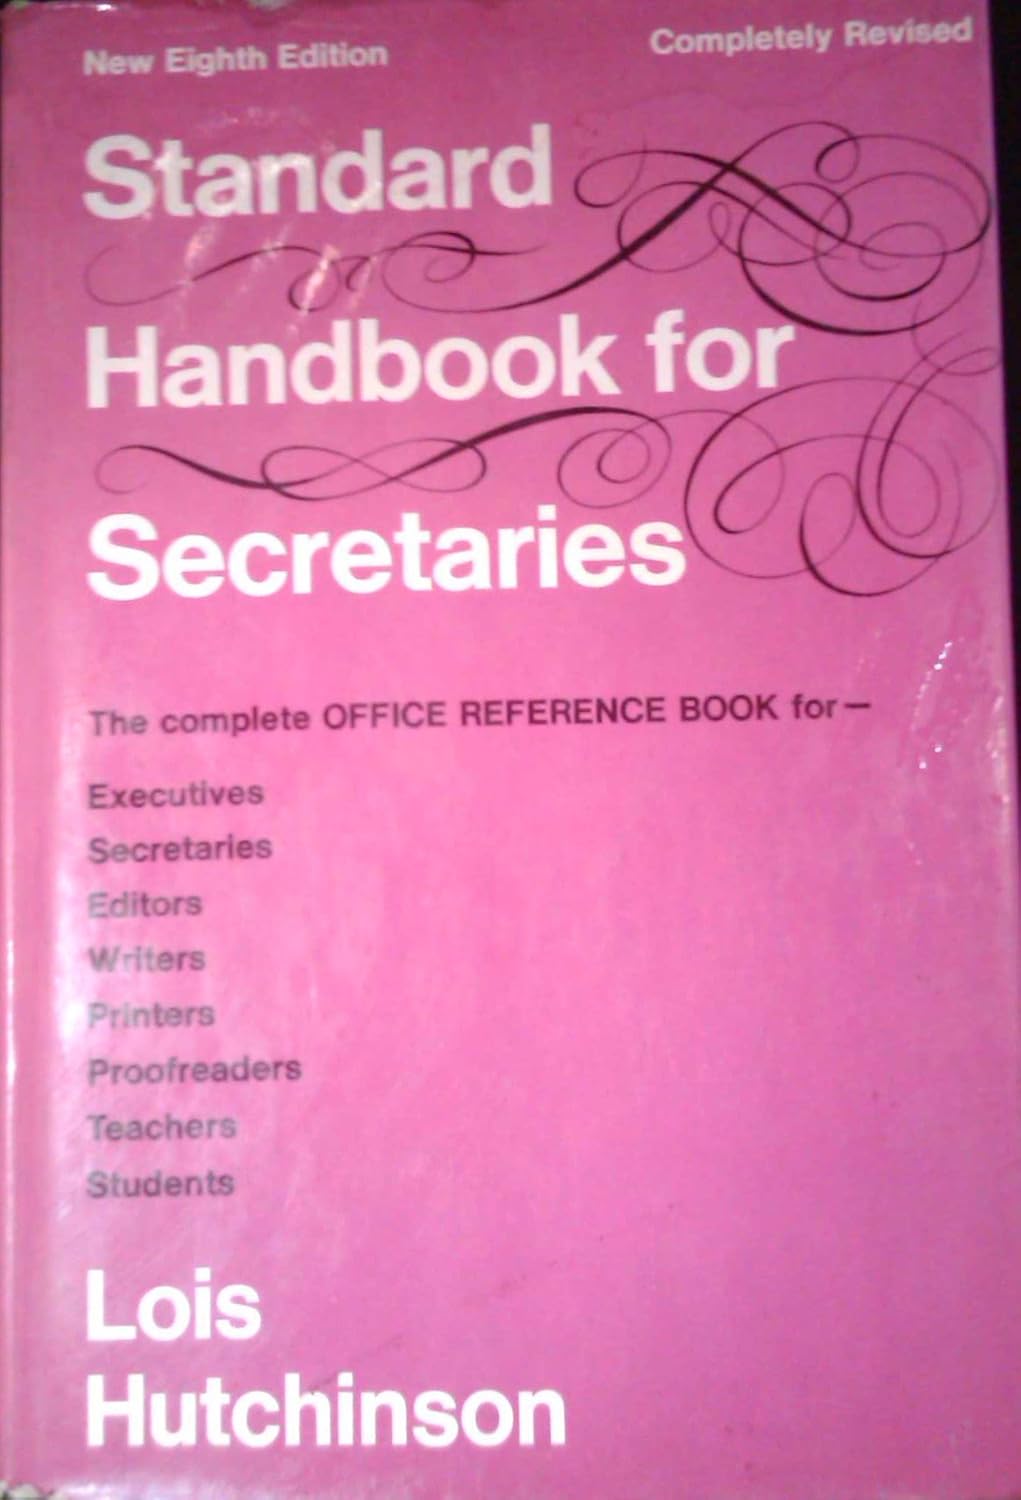 New Eighth Edition
Completely Revised
Standard
Handbook for
Secretaries
The complete OFFICE REFERENCE BOOK for—
Executives
Secretaries
Editors
Writers
Printers
Proofreaders
Teachers
Students
Lois
Hutchinson